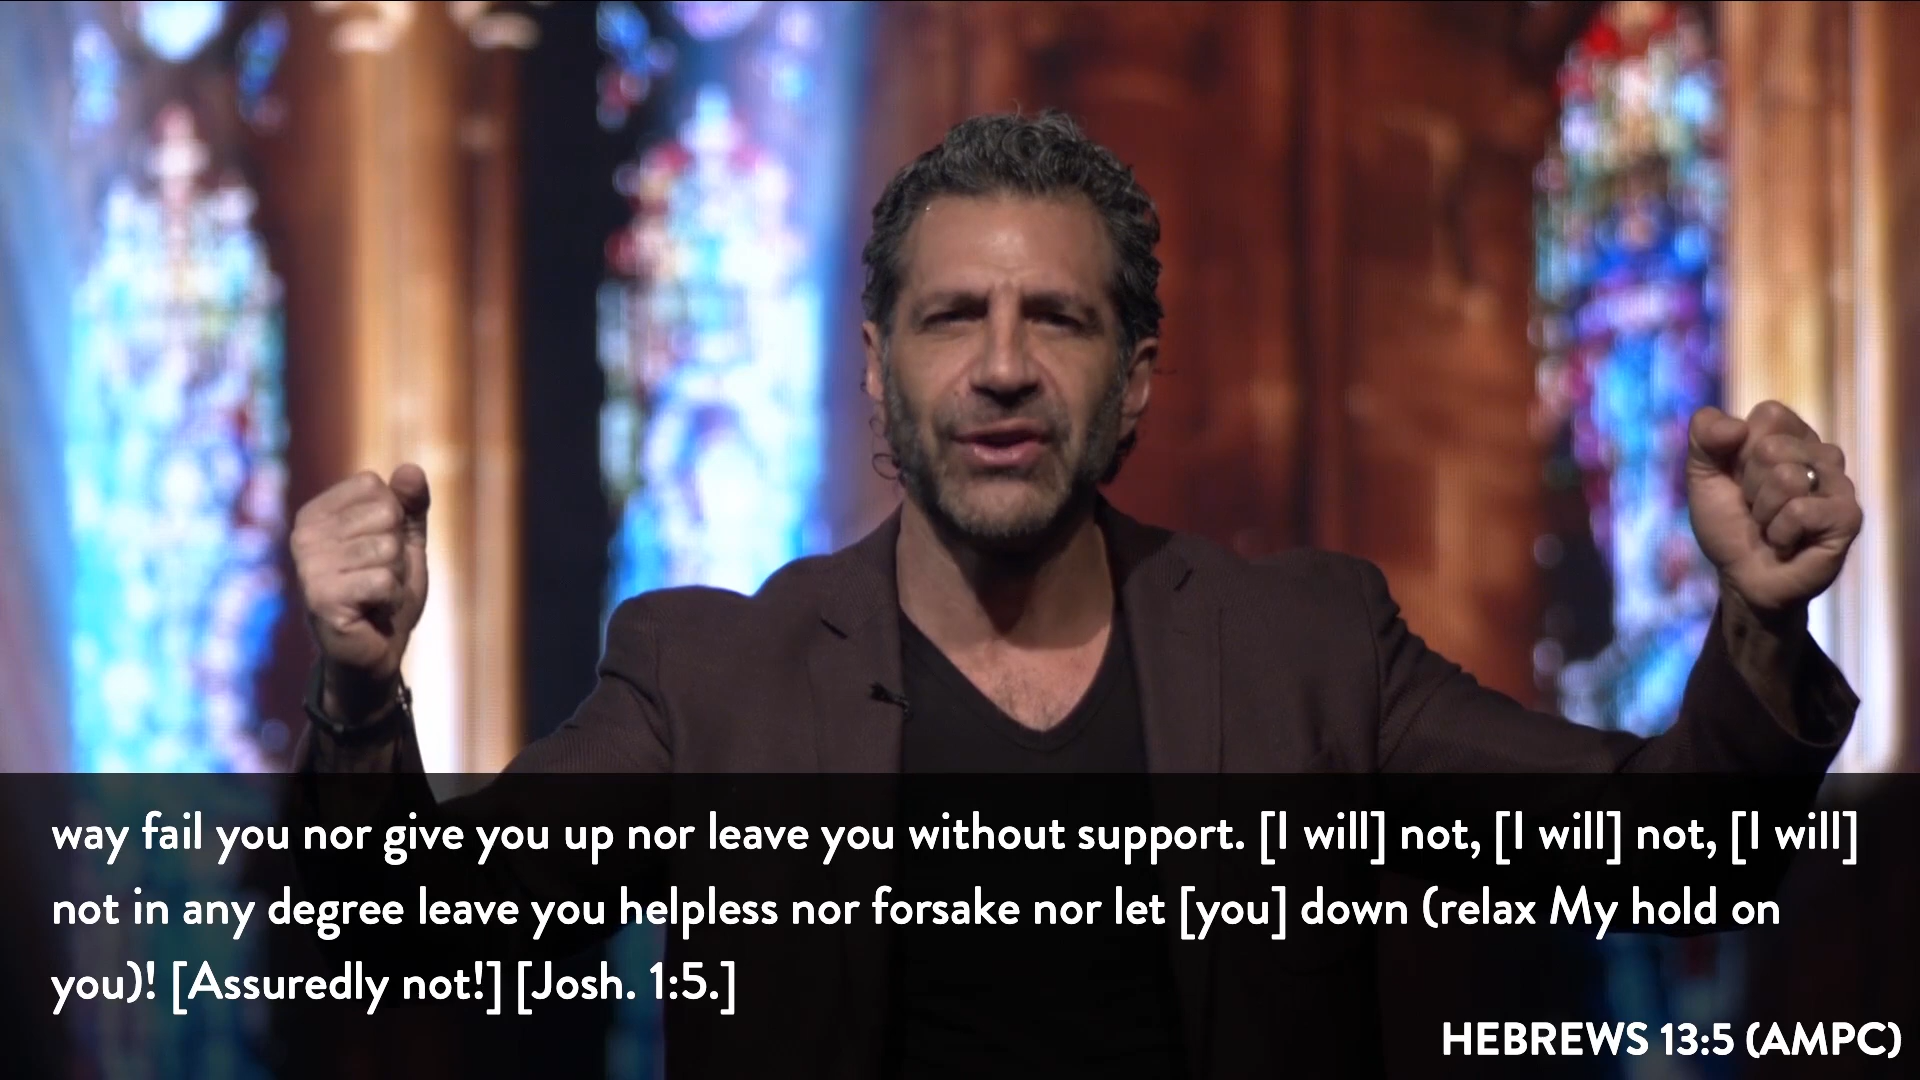 way fail you nor give you up nor leave you without support. [I will] not, [I will] not, [I will]
not in any degree leave you helpless nor forsake nor let [you] down (relax My hold on
you)! [Assuredly not!] [Josh. 1:5.]
HEBREWS 13:5 (AMPC)